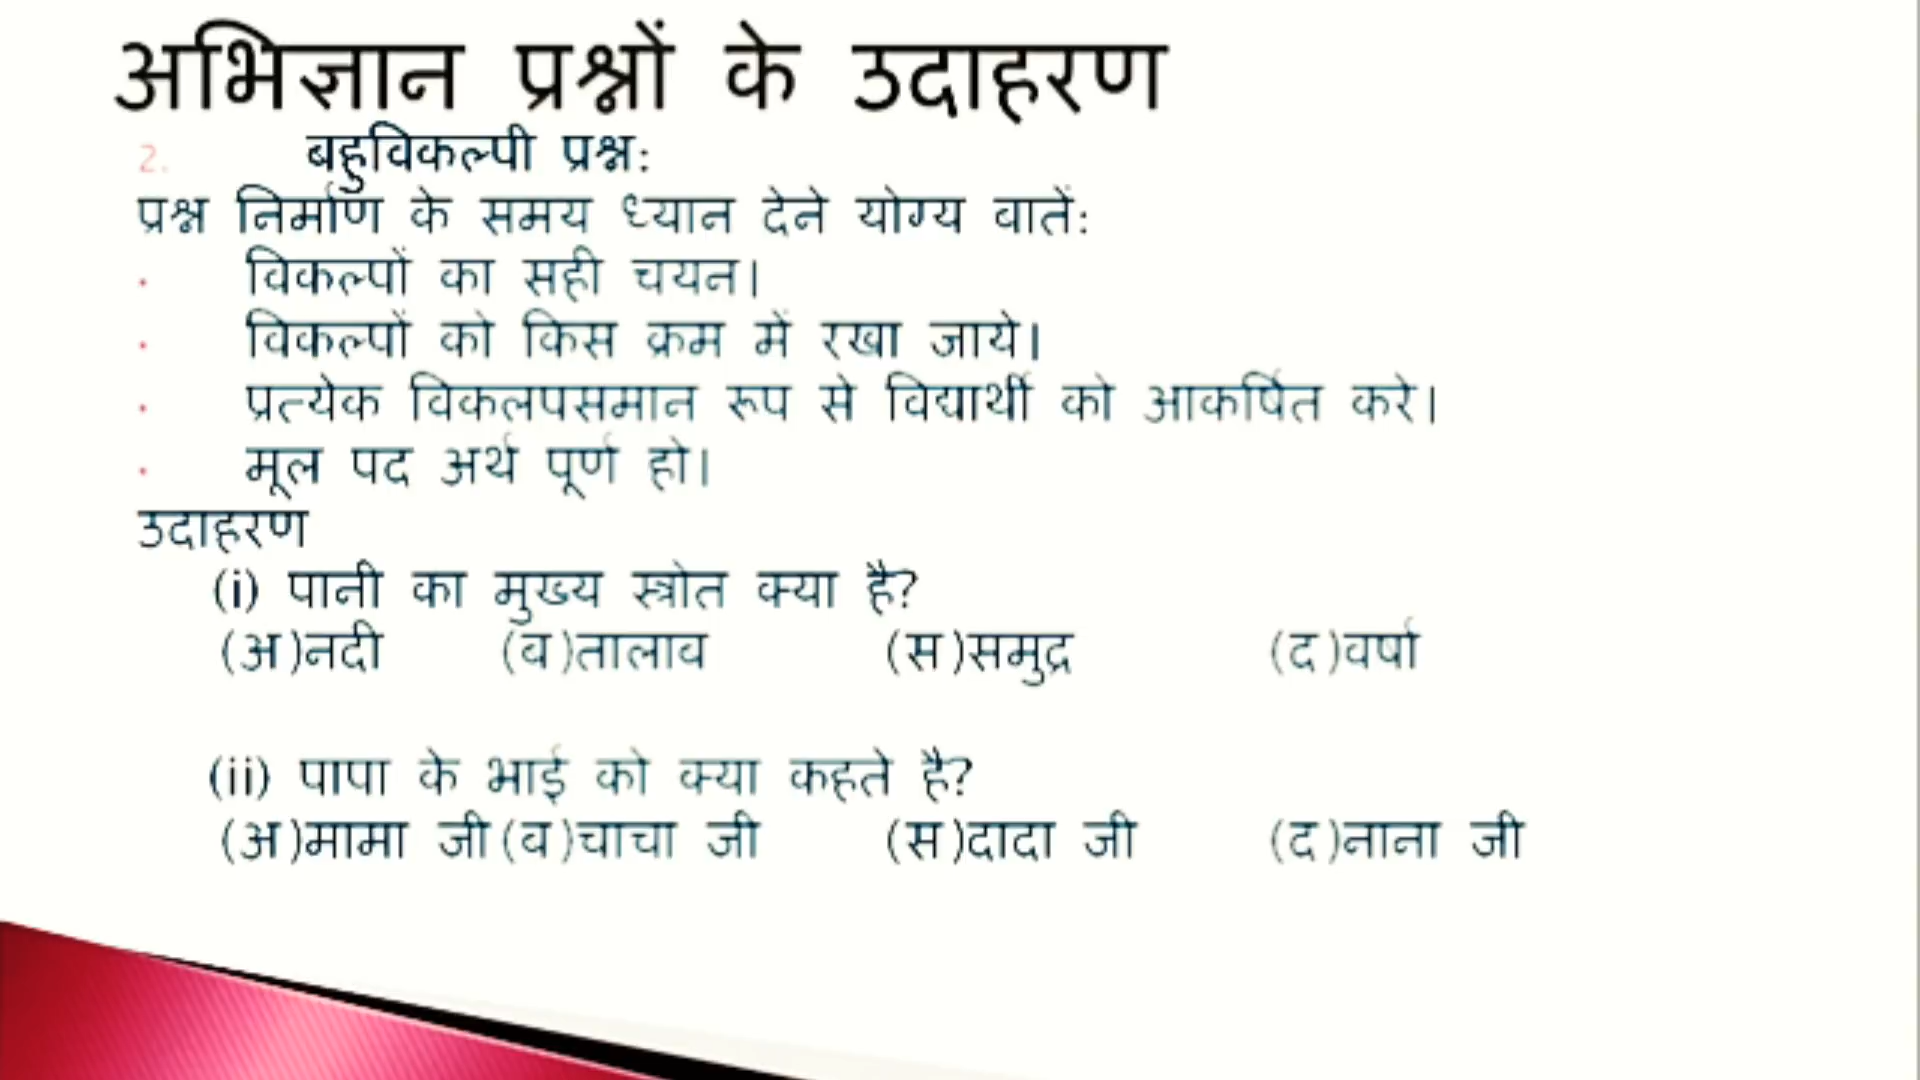 अभिज्ञान प्रश्नों के उदाहरण
2. बहुविकल्पी प्रश्न:
प्रश्न निर्माण के समय ध्यान देने योग्य वातें:
• विकल्पों का सही चयन।
• विकल्पों को किस क्रम में रखा जाये।
• प्रत्येक विकलपसमान रूप से विद्यार्थी को आकर्षित करे।
• मूल पद अर्थ पूर्ण हो।
उदाहरण
(i) पानी का मुख्य स्त्रोत क्या है?
(अ)नदी (व)तालाव (स)समुद्र (द)वर्षा
(ii) पापा के भाई को क्या कहते है?
(अ)मामा जी (व)चाचा जी (स)दादा जी (द)नाना जी